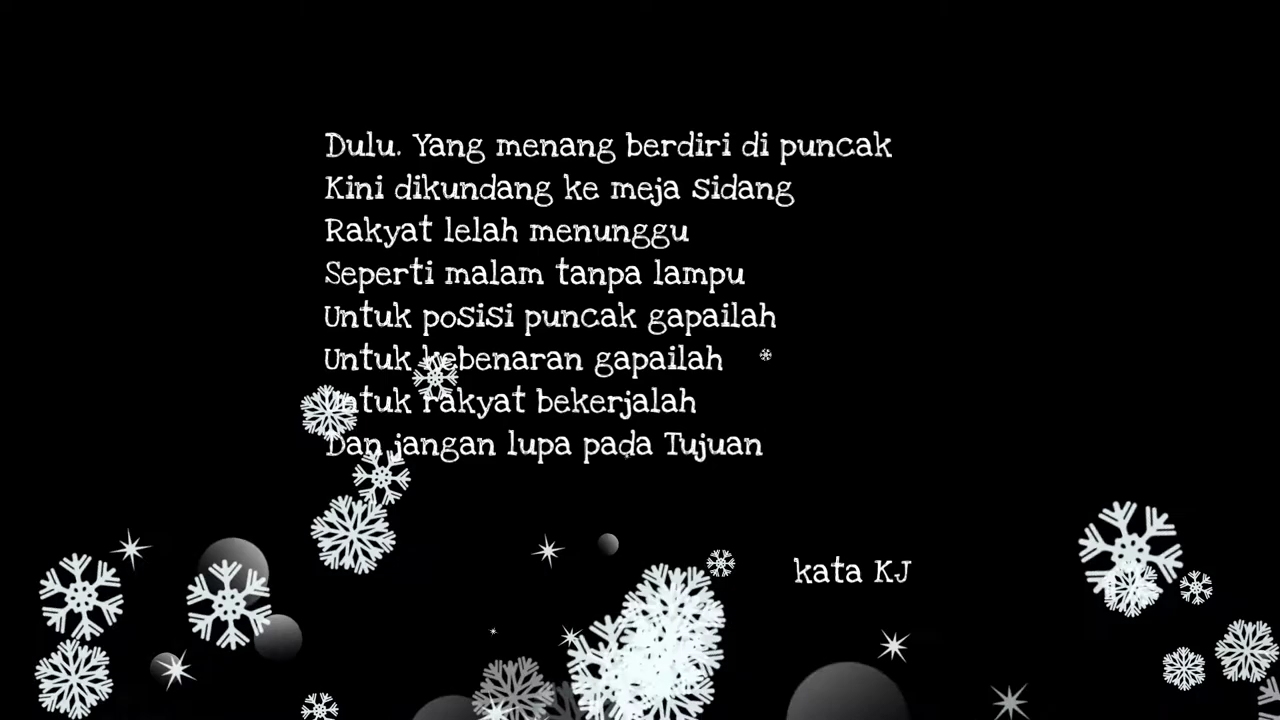 Dulu. Yang menang berdiri di puncak
Kini dikundang ke meja sidang
Rakyat lelah menunggu
Seperti malam tanpa lampu
Untuk posisi puncak gapailah
Untuk kebenaran gapailah
Untuk rakyat bekerjalah
Dan jangan lupa pada Tujuan
kata KJ